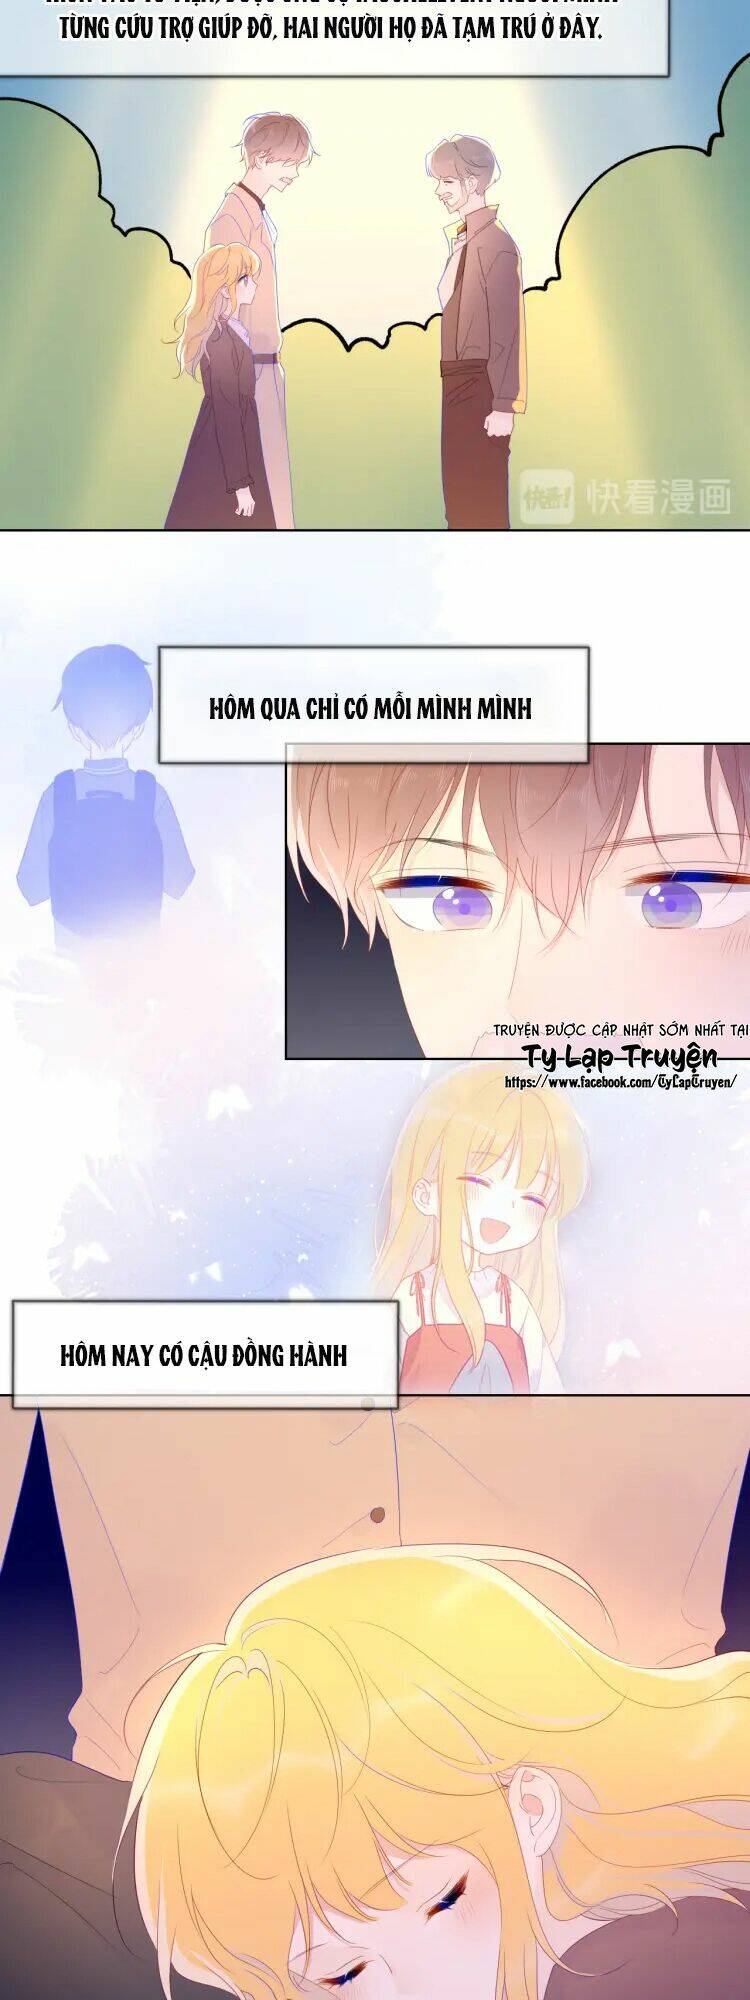 TỪNG CỨU TRỢ GIÚP ĐỠ, HAI NGƯỜI HỌ ĐÃ TẠM TRÚ Ở ĐÂY.
快看!
快看漫画
HÔM QUA CHỈ CÓ MỖI MÌNH MÌNH
TRUYỆN ĐƯỢC CẬP NHẬT SỚM NHẤT TẠI
Ty Lạp Truyện
https://www.facebook.com/TyLapTruyen/
HÔM NAY CÓ CẬU ĐỒNG HÀNH